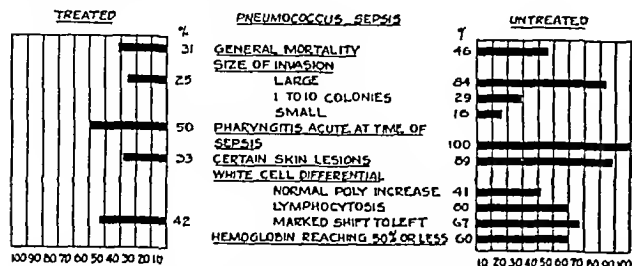 TREATED PNEUMOCOCCUS SEPSIS UNTREATED
% %
31 GENERAL MORTALITY 46
SIZE OF INVASION
25 LARGE 84
1 TO 10 COLONIES 29
SMALL 16
50 PHARYNGITIS ACUTE AT TIME OF
SEPSIS 100
33 CERTAIN SKIN LESIONS 89
WHITE CELL DIFFERENTIAL
NORMAL POLY INCREASE 41
LYMPHOCYTOSIS 60
42 MARKED SHIFT TO LEFT 67
HEMOGLOBIN REACHING 50% OR LESS 60
100 90 80 70 60 50 40 30 20 10 10 20 30 40 50 60 70 80 90 100